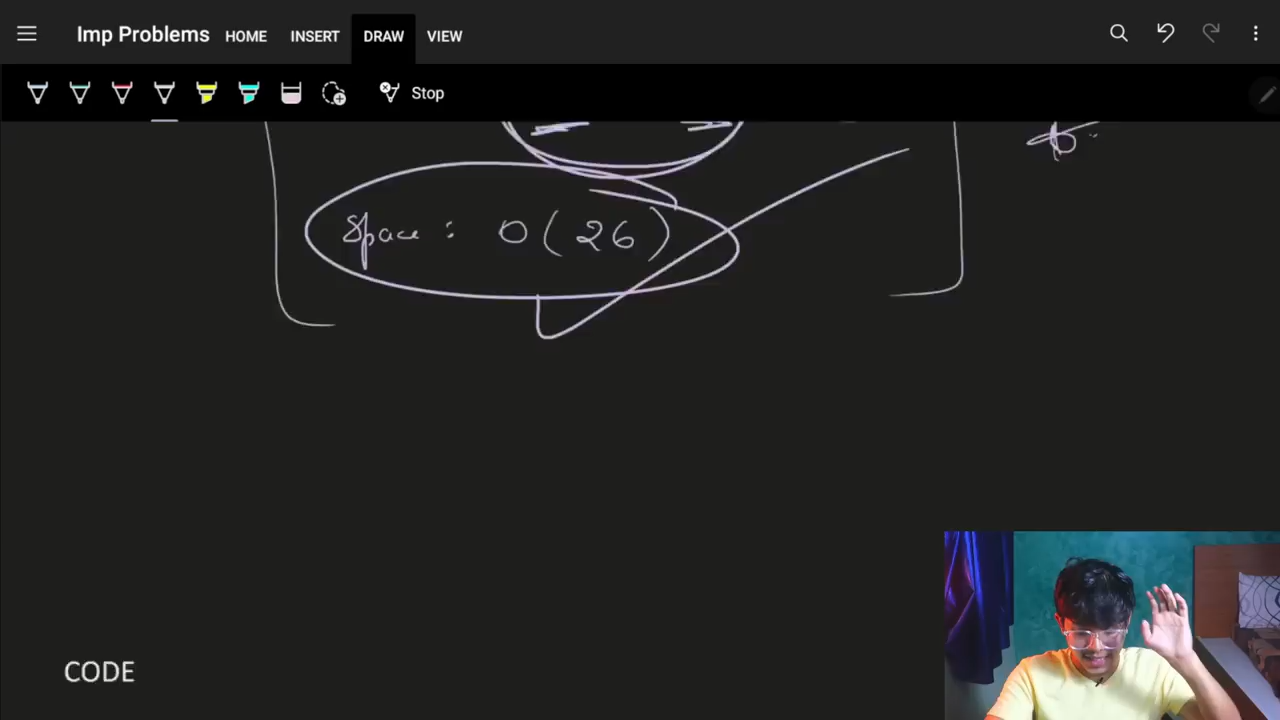 Imp Problems HOME INSERT DRAW VIEW
Stop
Space : O ( 26 )
CODE